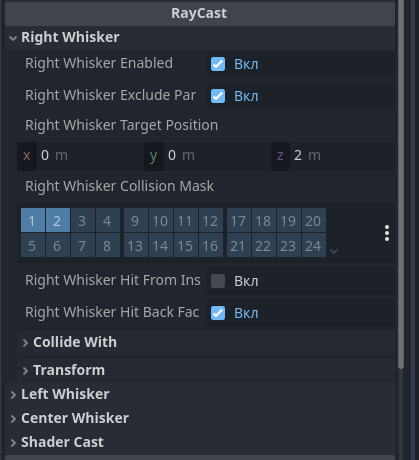 RayCast
Right Whisker
Right Whisker Enabled Вкл
Right Whisker Exclude Par Вкл
Right Whisker Target Position
x 0 m y 0 m z 2 m
Right Whisker Collision Mask
1 2 3 4 9 10 11 12 17 18 19 20
5 6 7 8 13 14 15 16 21 22 23 24
Right Whisker Hit From Ins Вкл
Right Whisker Hit Back Fac Вкл
Collide With
Transform
Left Whisker
Center Whisker
Shader Cast